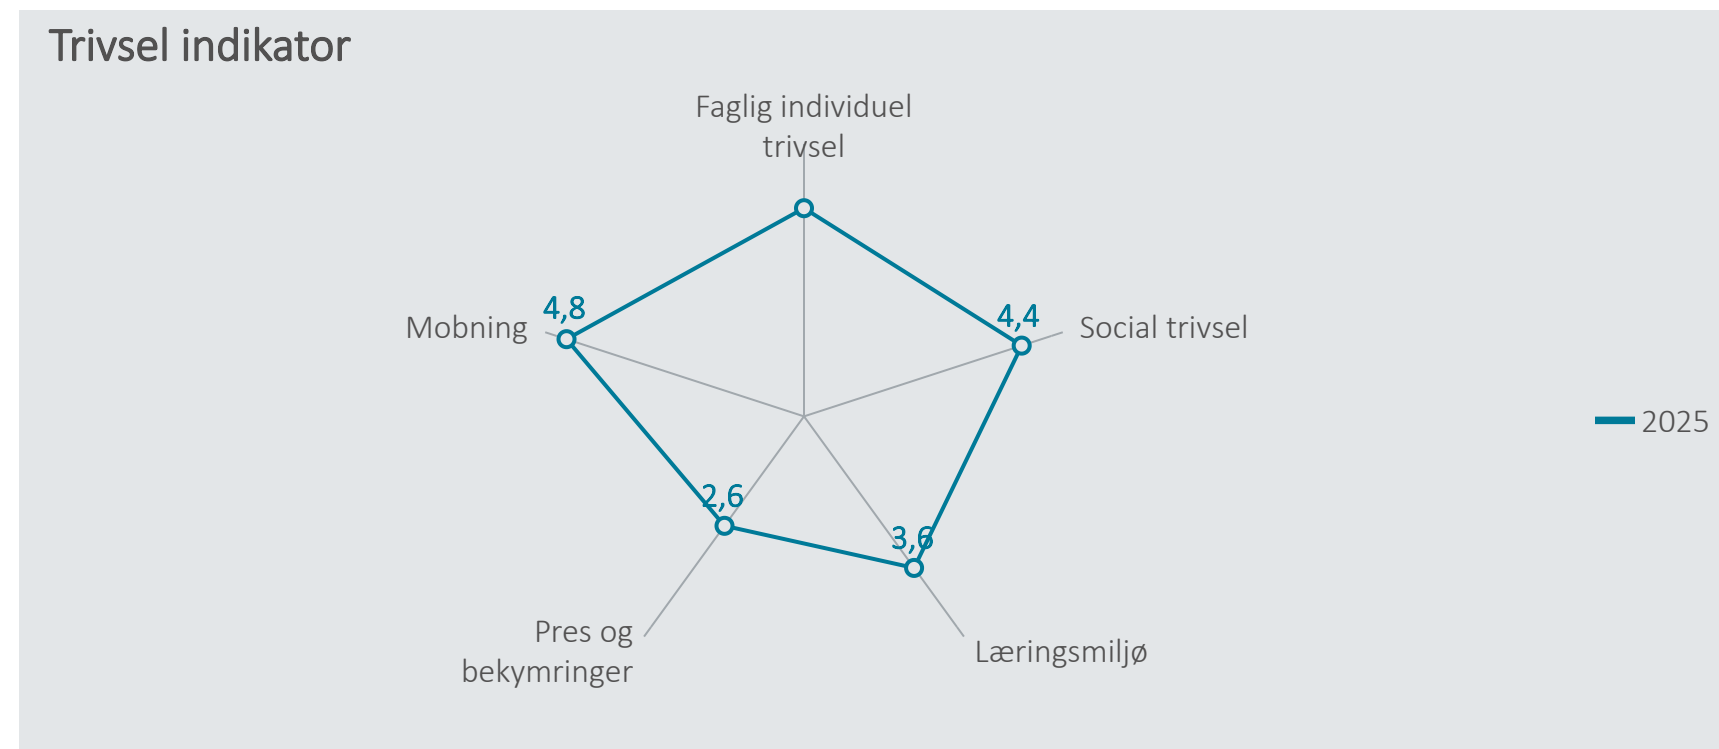 Trivsel indikator
Faglig individuel
trivsel
4,8
Mobning
4,4
Social trivsel
2025
2,6
3,6
Pres og
bekymringer
Læringsmiljø